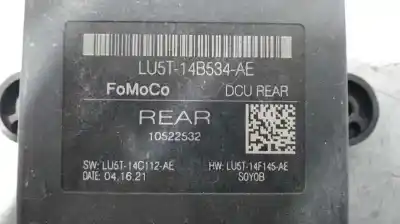 LU5T-14B534-AE
FoMoCo DCU REAR
REAR
10522532
SW: LU5T-14C112-AE HW: LU5T-14F145-AE
DATE: 04.16.21 S0Y0B